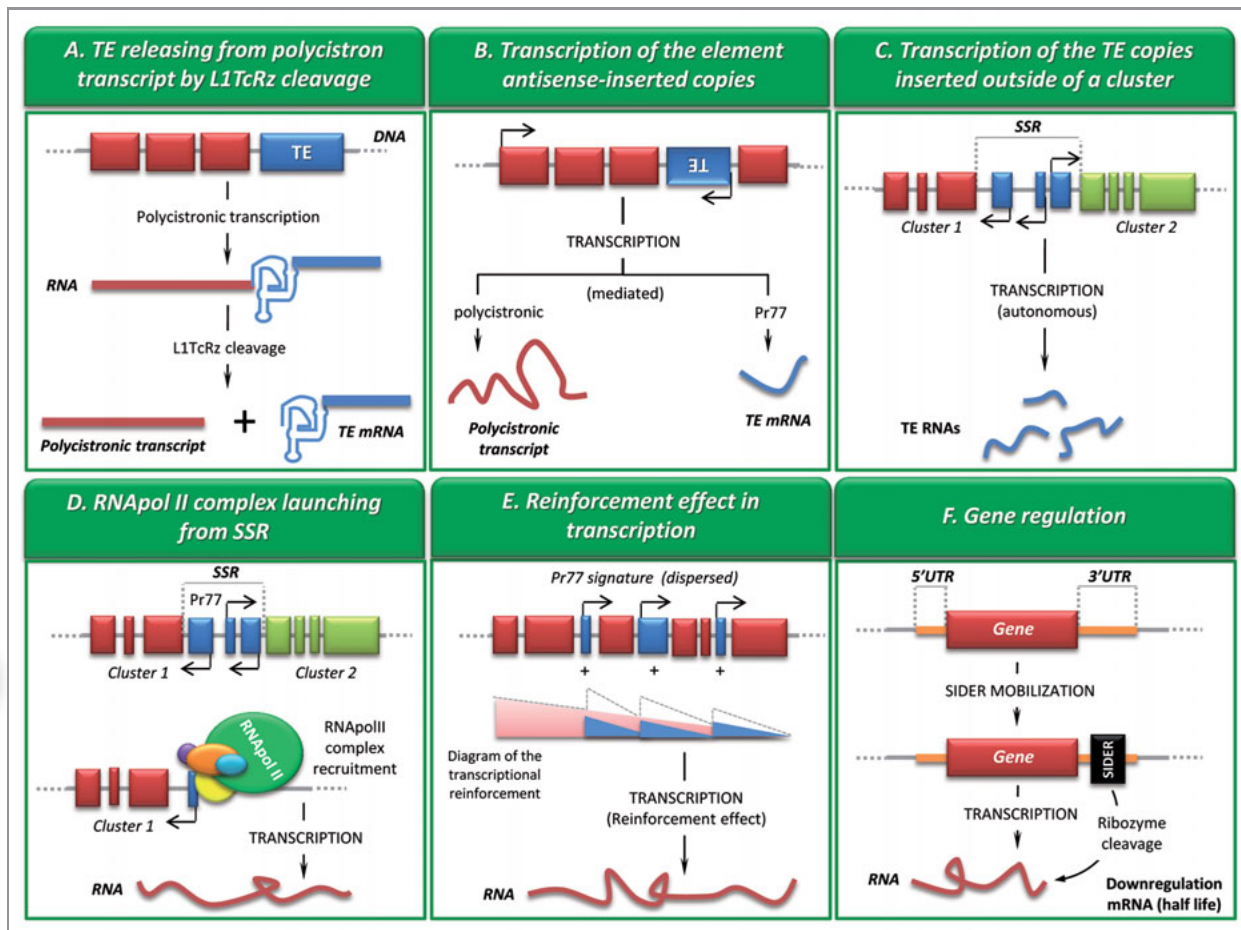 A. TE releasing from polycistron
transcript by L1TcRz cleavage
DNA
TE
Polycistronic transcription
RNA
L1TcRz cleavage
+
Polycistronic transcript
TE mRNA
B. Transcription of the element
antisense-inserted copies
TE
TRANSCRIPTION
(mediated)
polycistronic
Pr77
Polycistronic
transcript
TE mRNA
C. Transcription of the TE copies
inserted outside of a cluster
SSR
Cluster 1
Cluster 2
TRANSCRIPTION
(autonomous)
TE RNAs
D. RNApol II complex launching
from SSR
SSR
Pr77
Cluster 1
Cluster 2
RNApol II
RNApolII
complex
recruitment
Cluster 1
TRANSCRIPTION
RNA
E. Reinforcement effect in
transcription
Pr77 signature (dispersed)
+ + +
Diagram of the
transcriptional
reinforcement
TRANSCRIPTION
(Reinforcement effect)
RNA
F. Gene regulation
5'UTR
3'UTR
Gene
SIDER MOBILIZATION
Gene
SIDER
TRANSCRIPTION
Ribozyme
cleavage
RNA
Downregulation
mRNA (half life)